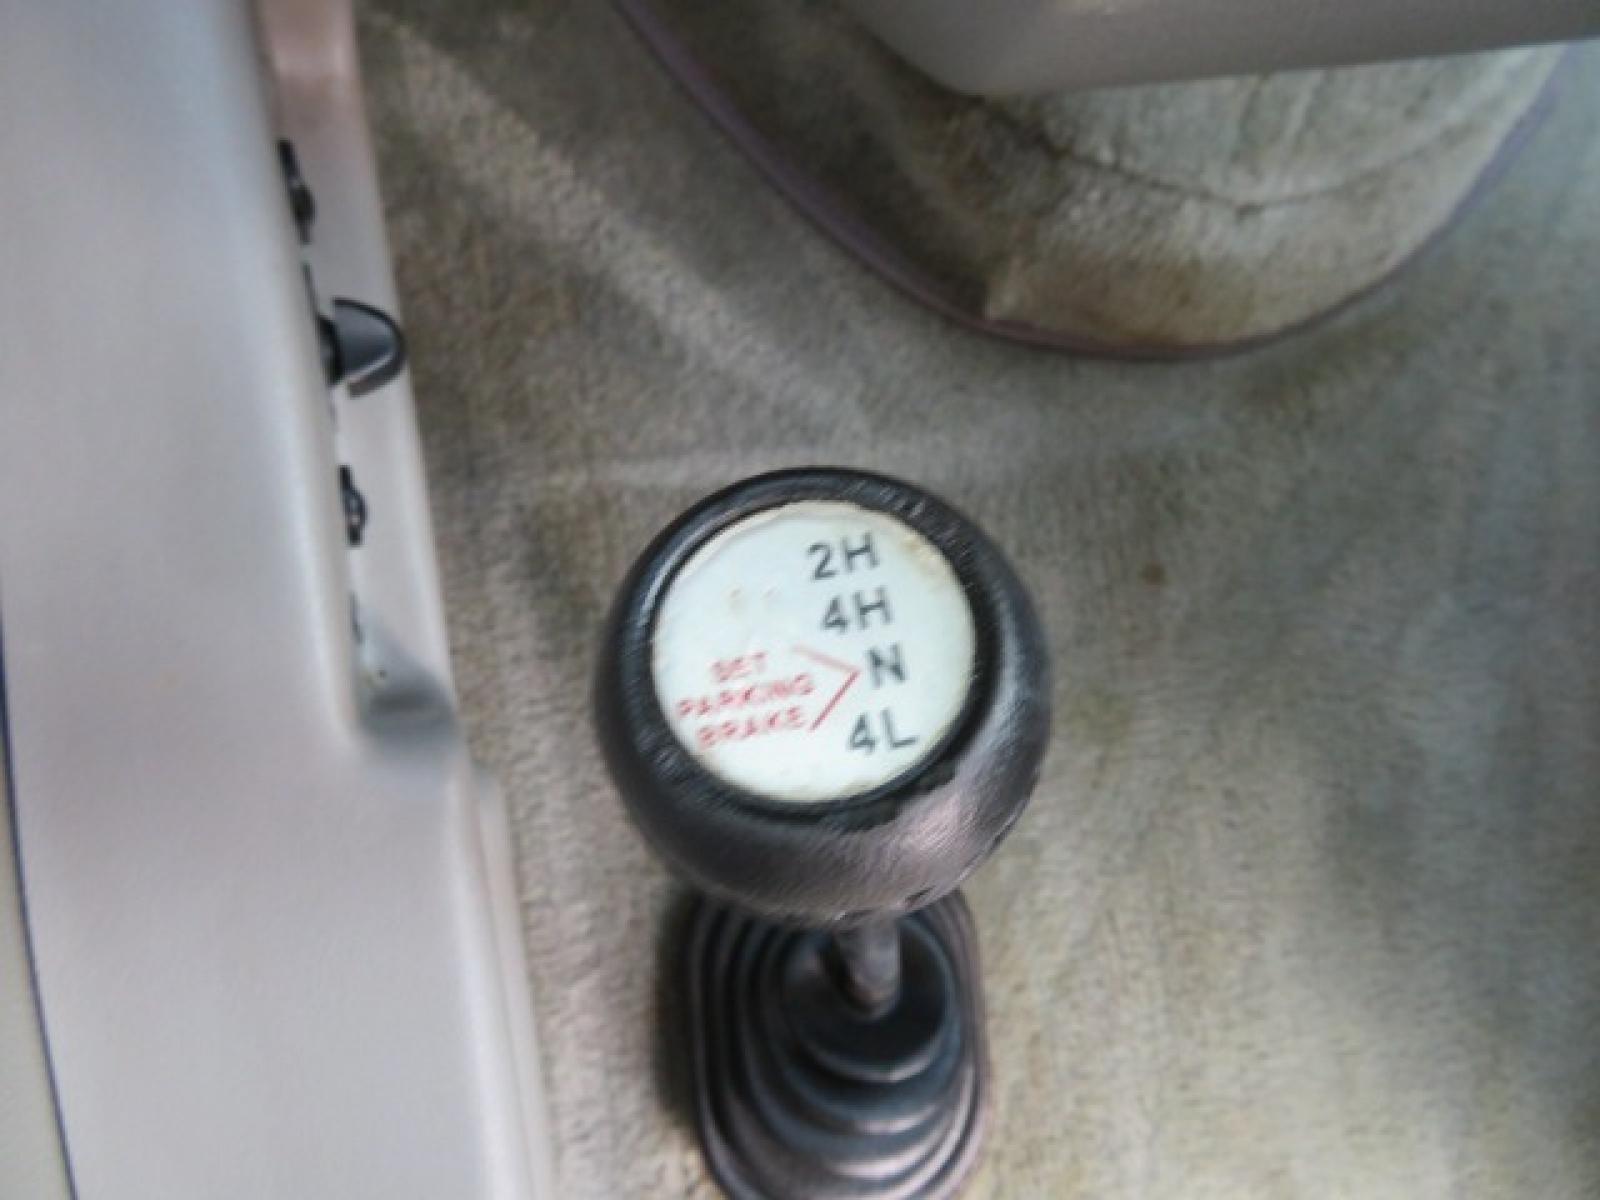 2H
4H
N
SET
PARKING
BRAKE
4L